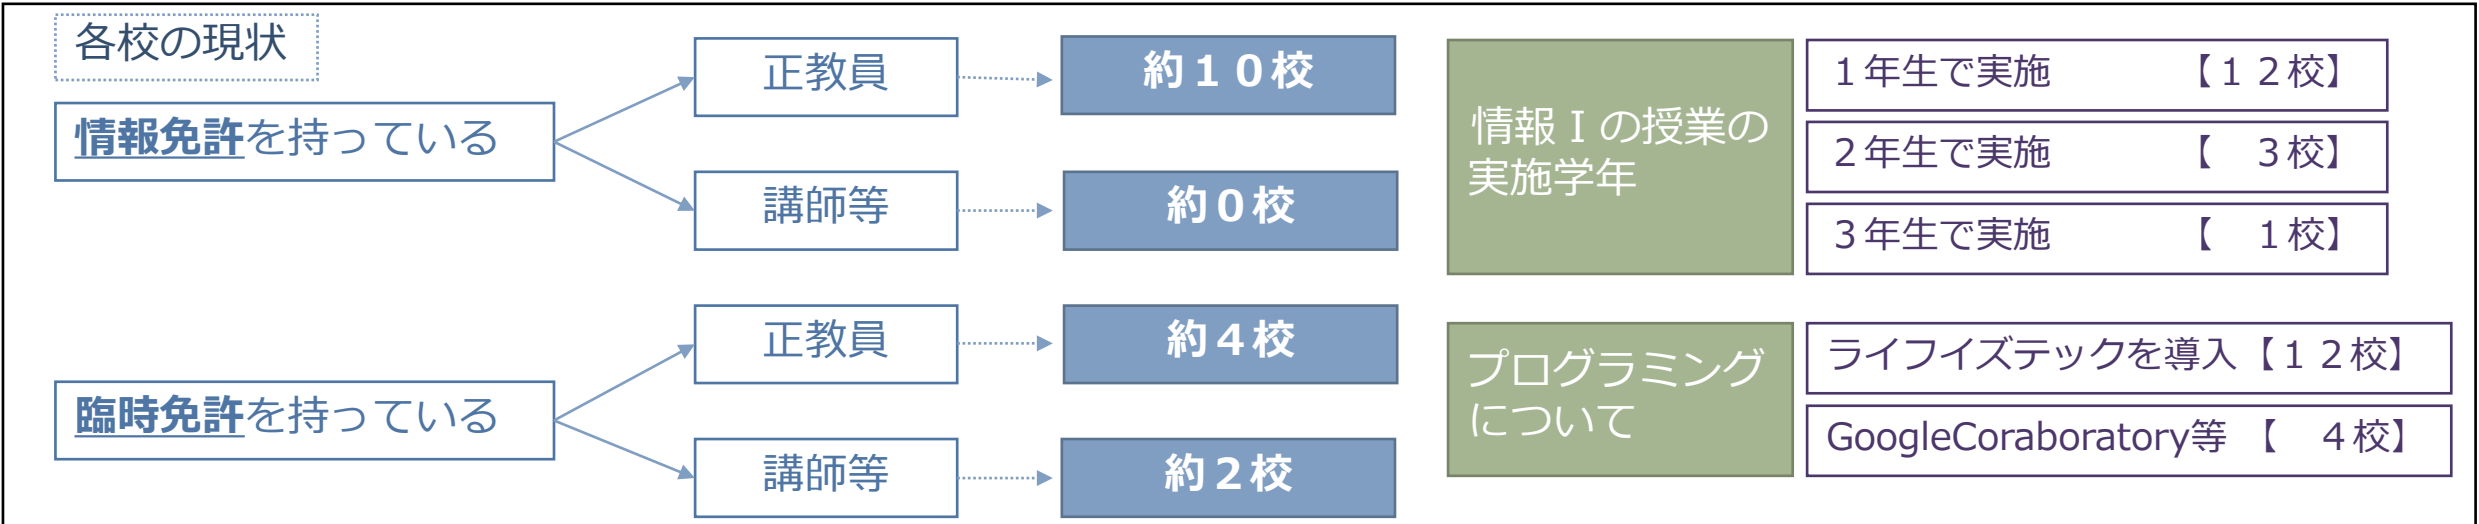 各校の現状
情報免許を持っている
正教員
約１０校
講師等
約０校
臨時免許を持っている
正教員
約４校
講師等
約２校
情報Ⅰの授業の
実施学年
１年生で実施　　　【１２校】
２年生で実施　　　【　３校】
３年生で実施　　　【　１校】
プログラミング
について
ライフイズテックを導入【１２校】
GoogleCoraboratory等 【　４校】